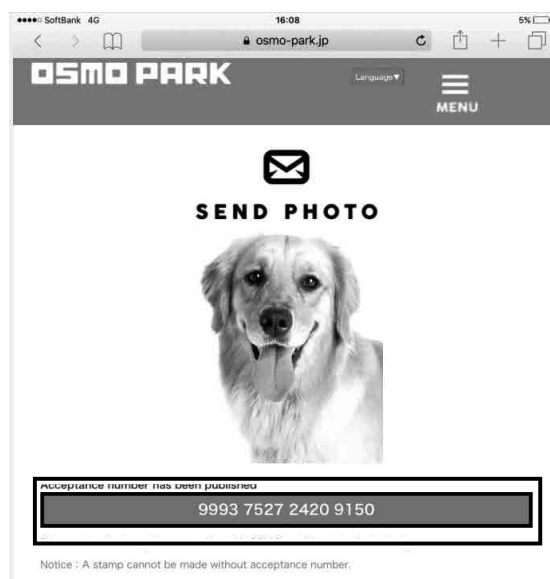 SoftBank 4G 16:08 5%
osmo-park.jp
OSMO PARK
Language▼
MENU
SEND PHOTO
Acceptance number has been published
9993 7527 2420 9150
Notice : A stamp cannot be made without acceptance number.